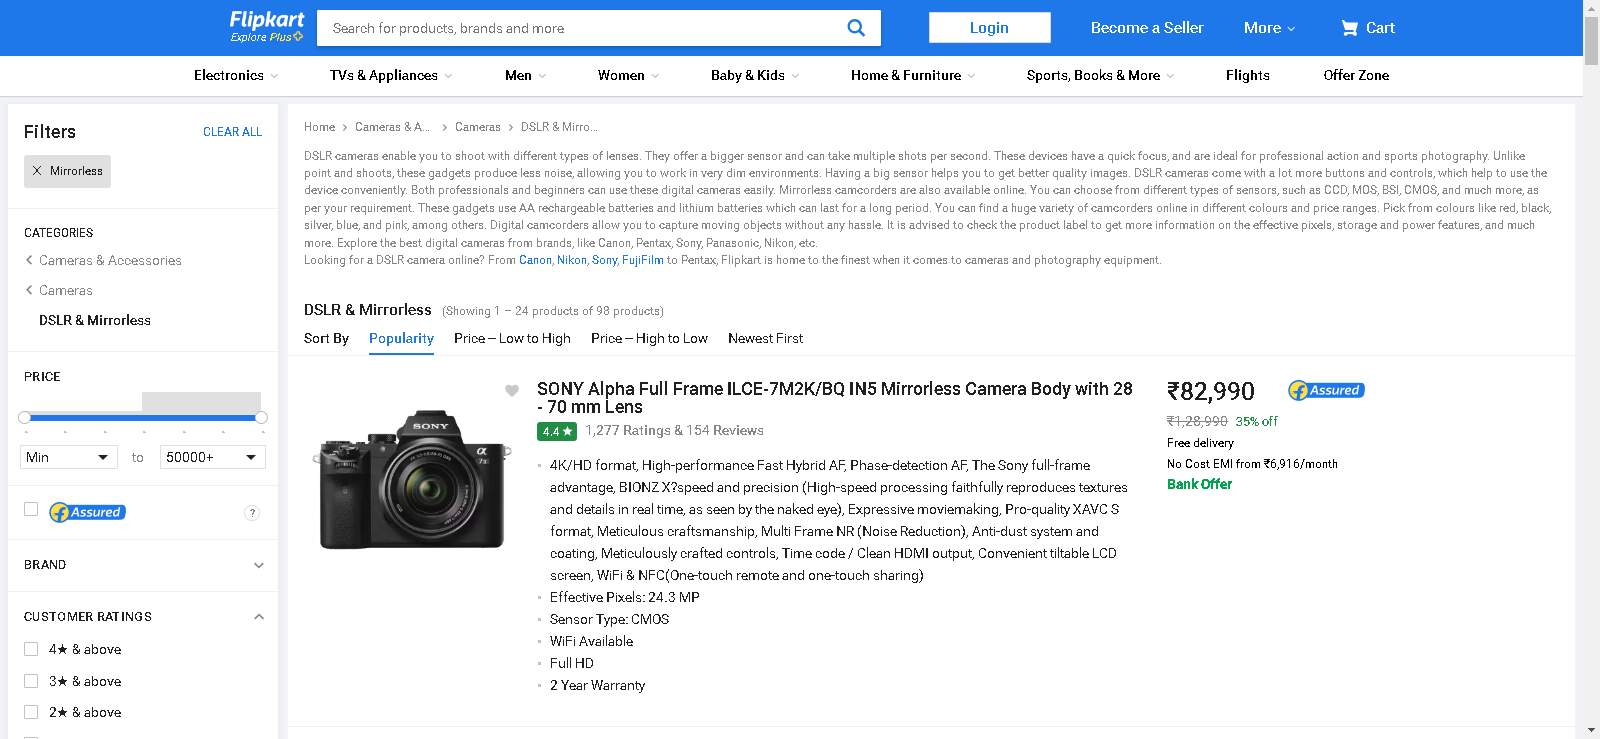 Flipkart
Explore Plus
Search for products, brands and more
Login
Become a Seller
More
Cart
Electronics
TVs & Appliances
Men
Women
Baby & Kids
Home & Furniture
Sports, Books & More
Flights
Offer Zone
Filters
CLEAR ALL
Mirrorless
CATEGORIES
Cameras & Accessories
Cameras
DSLR & Mirrorless
PRICE
Min
to
50000+
Assured
?
BRAND
CUSTOMER RATINGS
4★ & above
3★ & above
2★ & above
Home
Cameras & A...
Cameras
DSLR & Mirro...
DSLR cameras enable you to shoot with different types of lenses. They offer a bigger sensor and can take multiple shots per second. These devices have a quick focus, and are ideal for professional action and sports photography. Unlike
point and shoots, these gadgets produce less noise, allowing you to work in very dim environments. Having a big sensor helps you to get better quality images. DSLR cameras come with a lot more buttons and controls, which help to use the
device conveniently. Both professionals and beginners can use these digital cameras easily. Mirrorless camcorders are also available online. You can choose from different types of sensors, such as CCD, MOS, BSI, CMOS, and much more, as
per your requirement. These gadgets use AA rechargeable batteries and lithium batteries which can last for a long period. You can find a huge variety of camcorders online in different colours and price ranges. Pick from colours like red, black,
silver, blue, and pink, among others. Digital camcorders allow you to capture moving objects without any hassle. It is advised to check the product label to get more information on the effective pixels, storage and power features, and much
more. Explore the best digital cameras from brands, like Canon, Pentax, Sony, Panasonic, Nikon, etc.
Looking for a DSLR camera online? From Canon, Nikon, Sony, FujiFilm to Pentax, Flipkart is home to the finest when it comes to cameras and photography equipment.
DSLR & Mirrorless (Showing 1 – 24 products of 98 products)
Sort By
Popularity
Price -- Low to High
Price -- High to Low
Newest First
SONY
α
SONY Alpha Full Frame ILCE-7M2K/BQ IN5 Mirrorless Camera Body with 28
- 70 mm Lens
4.4★ 1,277 Ratings & 154 Reviews
4K/HD format, High-performance Fast Hybrid AF, Phase-detection AF, The Sony full-frame
advantage, BIONZ X?speed and precision (High-speed processing faithfully reproduces textures
and details in real time, as seen by the naked eye), Expressive moviemaking, Pro-quality XAVC S
format, Meticulous craftsmanship, Multi Frame NR (Noise Reduction), Anti-dust system and
coating, Meticulously crafted controls, Time code / Clean HDMI output, Convenient tiltable LCD
screen, WiFi & NFC(One-touch remote and one-touch sharing)
Effective Pixels: 24.3 MP
Sensor Type: CMOS
WiFi Available
Full HD
2 Year Warranty
₹82,990
Assured
₹1,28,990 35% off
Free delivery
No Cost EMI from ₹6,916/month
Bank Offer